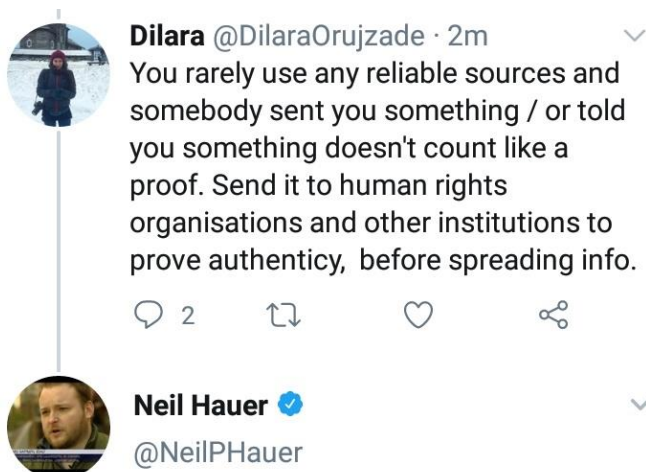 Dilara @DilaraOrujzade · 2m
You rarely use any reliable sources and
somebody sent you something / or told
you something doesn't count like a
proof. Send it to human rights
organisations and other institutions to
prove authenticy,  before spreading info.
2
Neil Hauer
@NeilPHauer